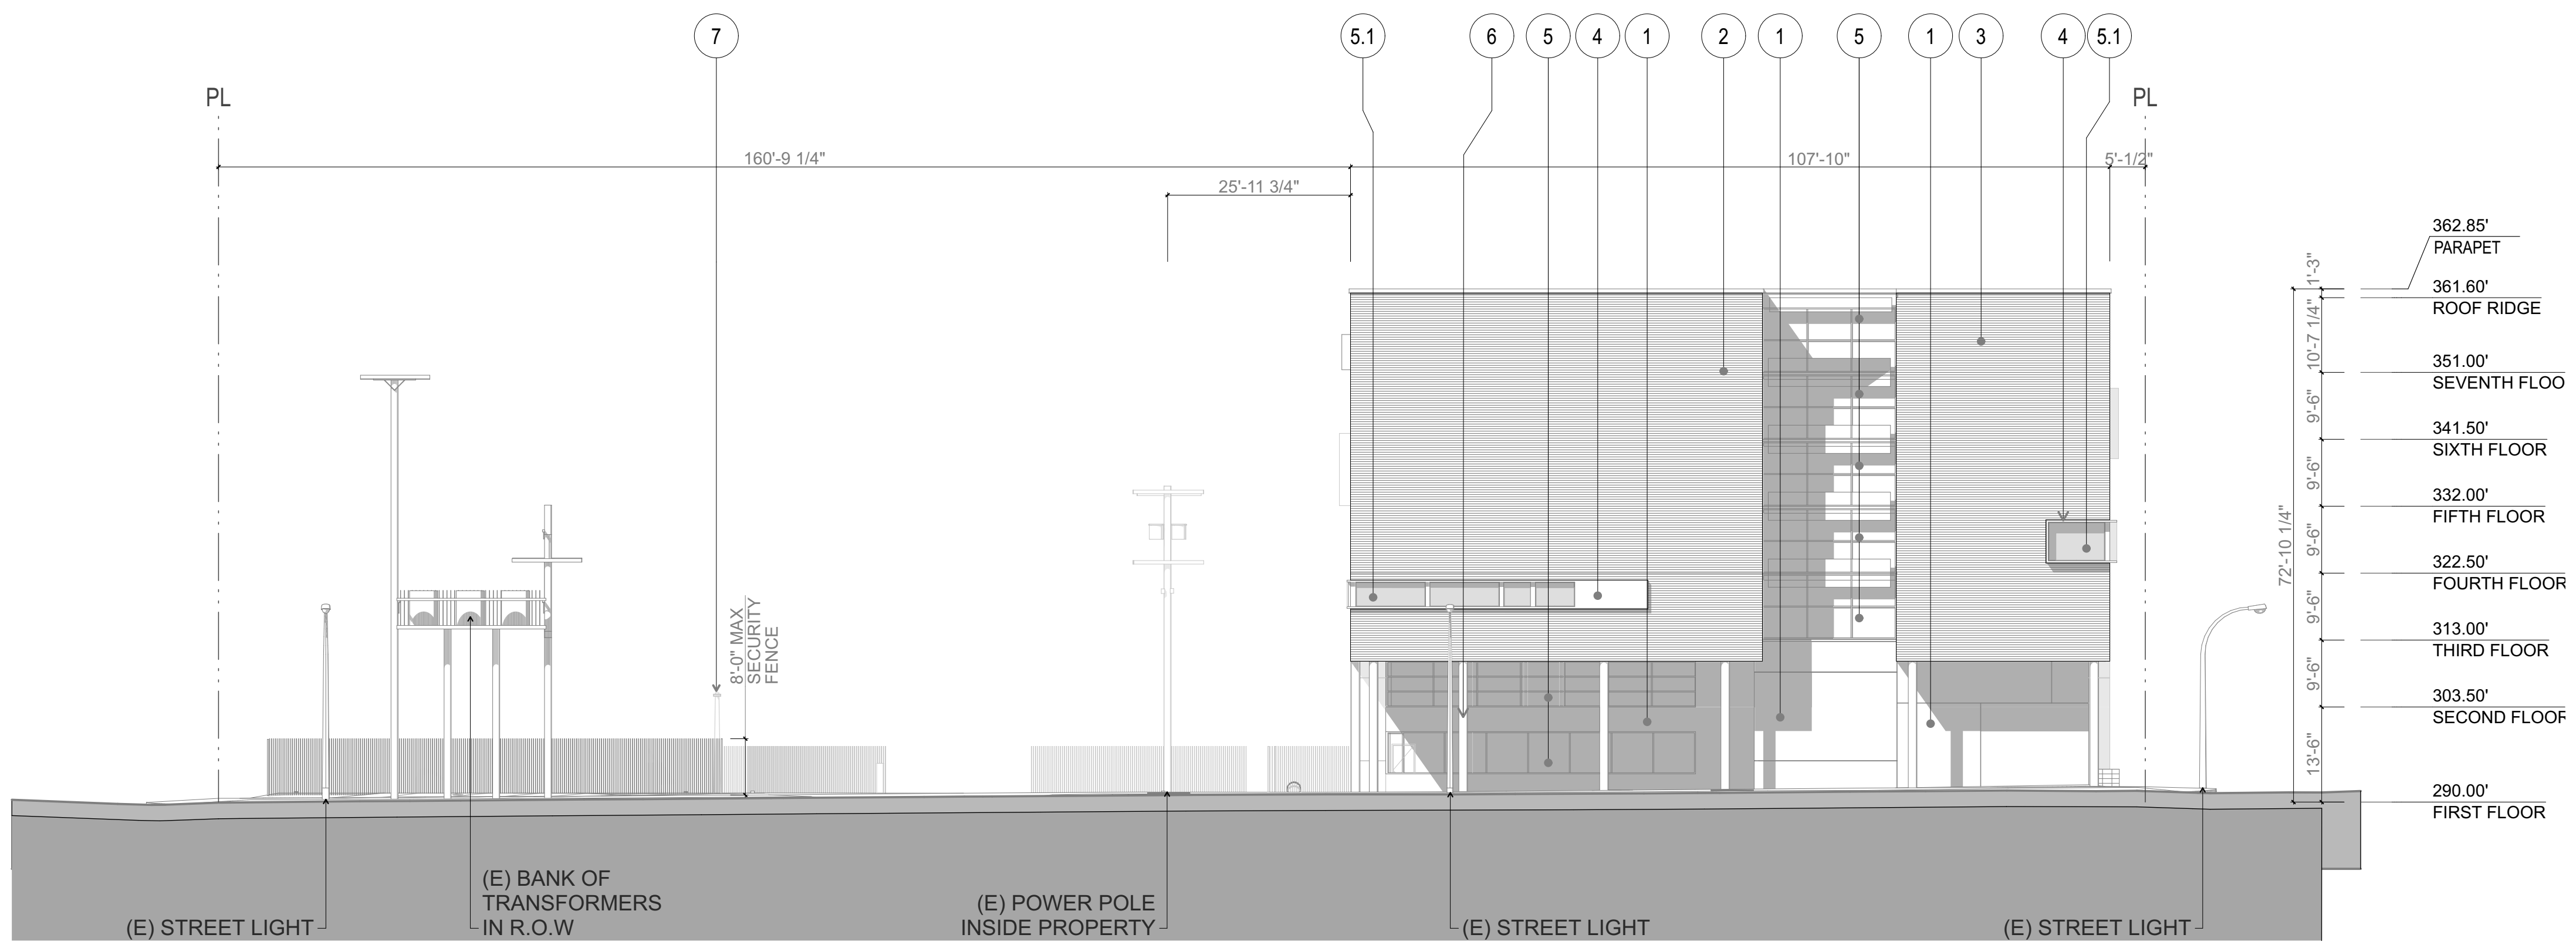 7
5.1
6
5
4
1
2
1
5
1
3
4
5.1
PL
PL
160'-9 1/4"
107'-10"
5'-1/2"
25'-11 3/4"
362.85'
PARAPET
1'-3"
361.60'
ROOF RIDGE
10'-7 1/4"
351.00'
SEVENTH FLOO
9'-6"
341.50'
SIXTH FLOOR
9'-6"
332.00'
FIFTH FLOOR
9'-6"
72'-10 1/4"
322.50'
FOURTH FLOOR
9'-6"
313.00'
THIRD FLOOR
9'-6"
303.50'
SECOND FLOOR
13'-6"
290.00'
FIRST FLOOR
8'-0" MAX
SECURITY
FENCE
(E) STREET LIGHT
(E) BANK OF
TRANSFORMERS
IN R.O.W
(E) POWER POLE
INSIDE PROPERTY
(E) STREET LIGHT
(E) STREET LIGHT